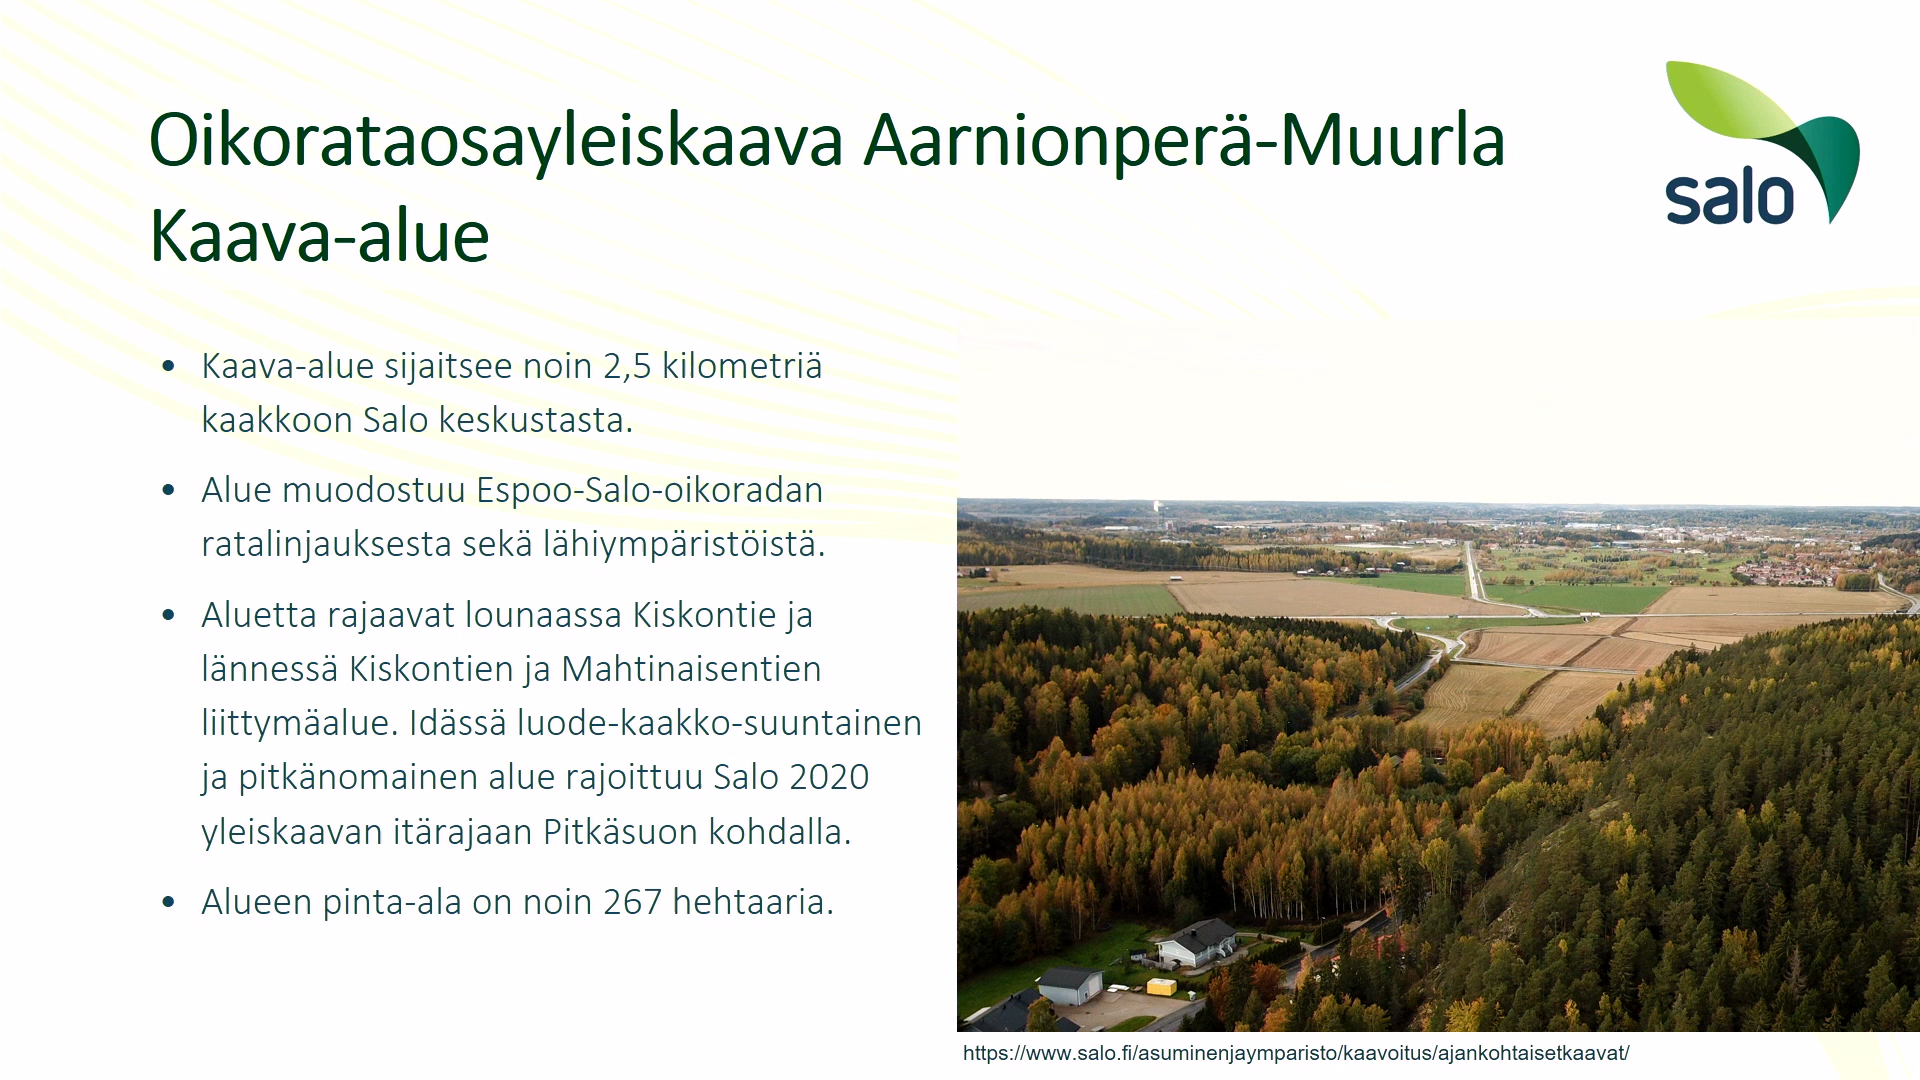 Oikorataosayleiskaava Aarnionperä-Muurla
Kaava-alue
salo
• Kaava-alue sijaitsee noin 2,5 kilometriä
kaakkoon Salo keskustasta.
• Alue muodostuu Espoo-Salo-oikoradan
ratalinjauksesta sekä lähiympäristöistä.
• Aluetta rajaavat lounaassa Kiskontie ja
lännessä Kiskontien ja Mahtinaisentien
liittymäalue. Idässä luode-kaakko-suuntainen
ja pitkänomainen alue rajoittuu Salo 2020
yleiskaavan itärajaan Pitkäsuon kohdalla.
• Alueen pinta-ala on noin 267 hehtaaria.
https://www.salo.fi/asuminenjaymparisto/kaavoitus/ajankohtaisetkaavat/